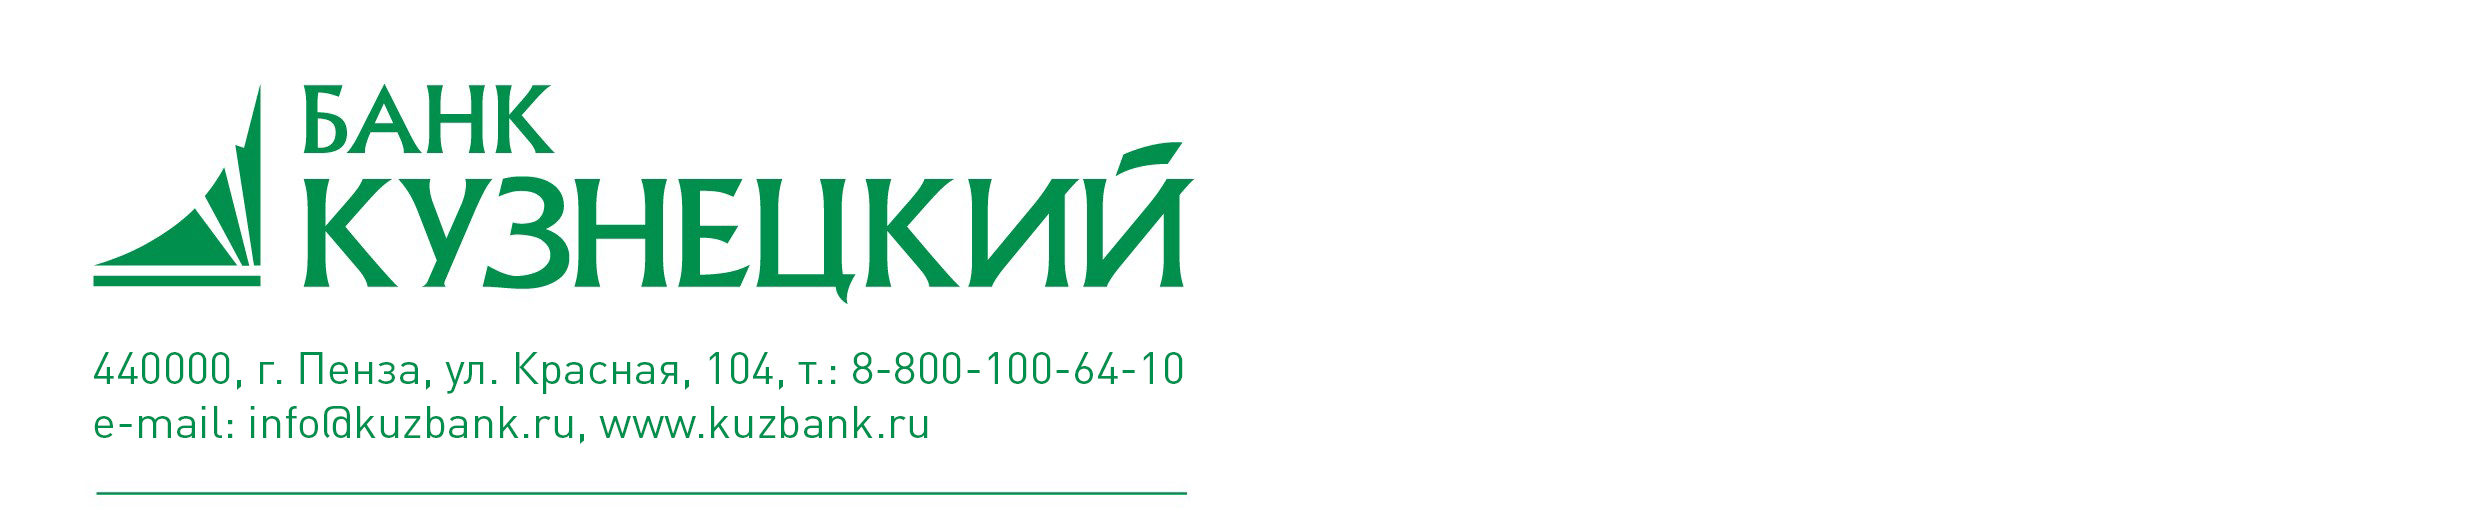 БАНК
КУЗНЕЦКИЙ
440000, г. Пенза, ул. Красная, 104, т.: 8-800-100-64-10
e-mail: info@kuzbank.ru, www.kuzbank.ru